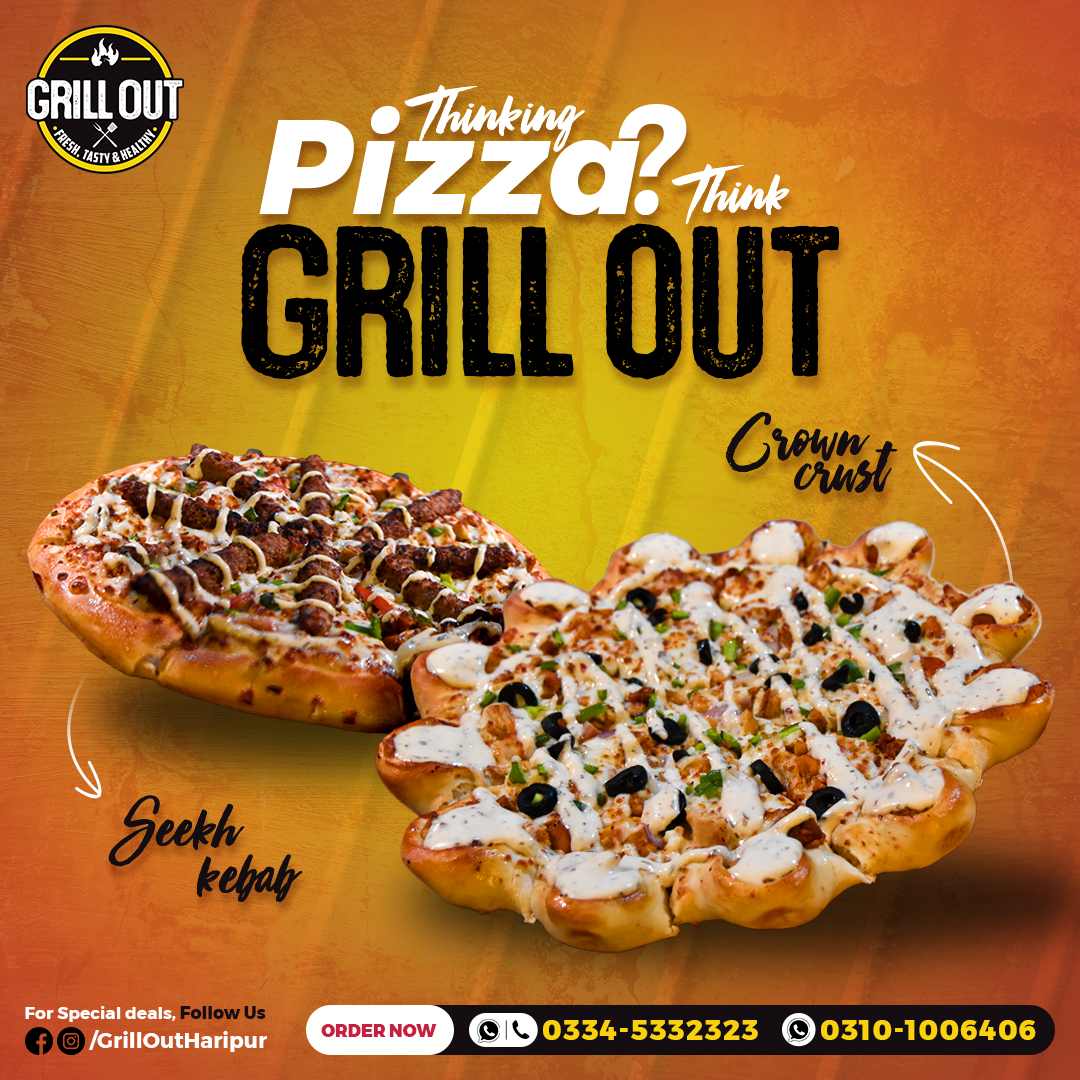 GRILL OUT
• FRESH, TASTY & HEALTHY •
Thinking
Pizza?
Think
GRILL OUT
Crown
crust
Seekh
kebab
For Special deals, Follow Us
/GrillOutHaripur
ORDER NOW
0334-5332323
0310-1006406